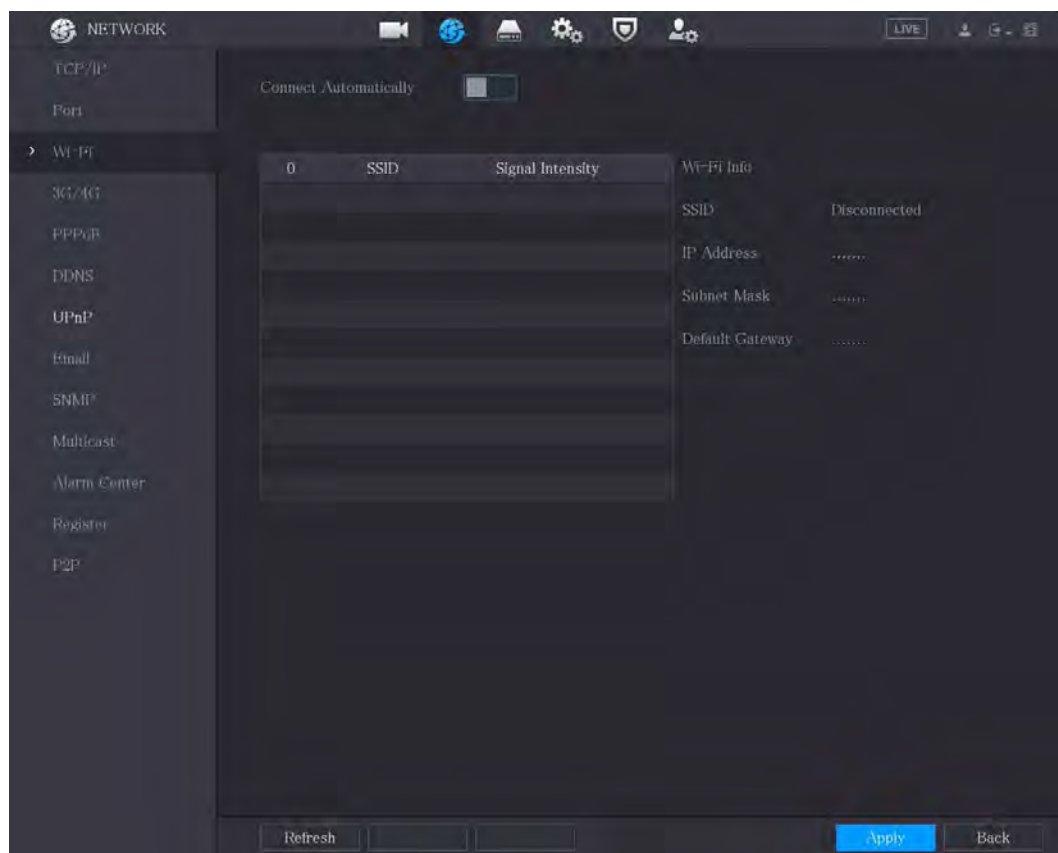 NETWORK
LIVE
TCP/IP
Port
Wi-Fi
3G/4G
PPPoE
DDNS
UPnP
Email
SNMP
Multicast
Alarm Center
Register
P2P
Connect Automatically
0 SSID Signal Intensity
Wi-Fi Info
SSID Disconnected
IP Address .......
Subnet Mask .......
Default Gateway .......
Refresh
Apply
Back